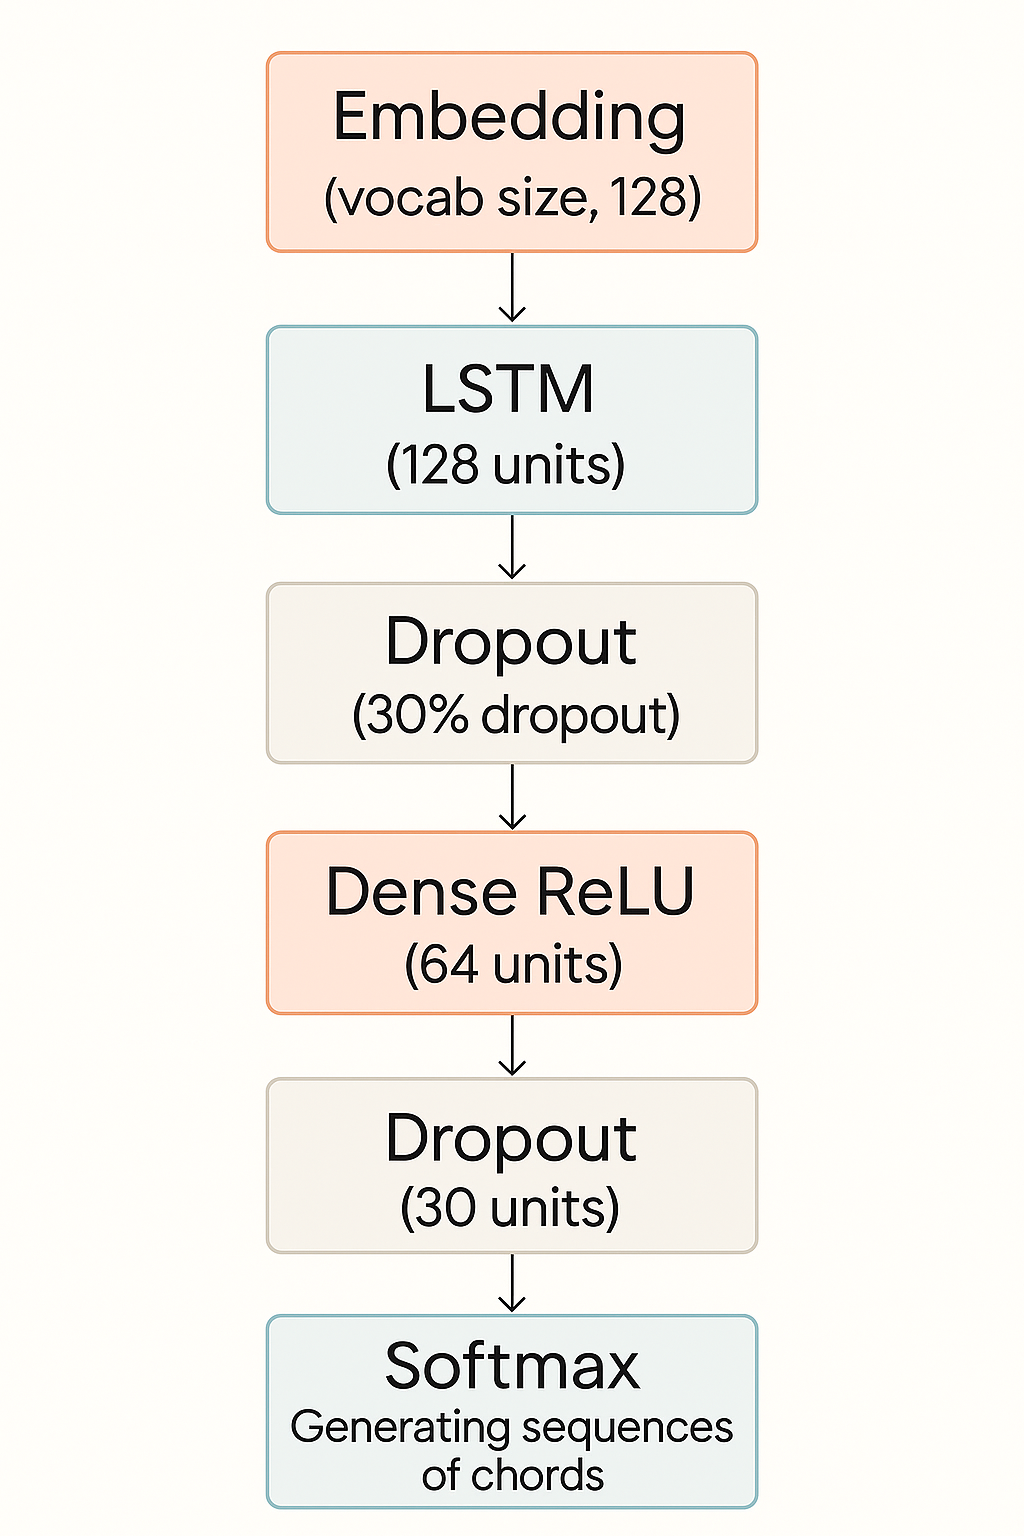 Embedding
(vocab size, 128)
LSTM
(128 units)
Dropout
(30% dropout)
Dense ReLU
(64 units)
Dropout
(30 units)
Softmax
Generating sequences
of chords